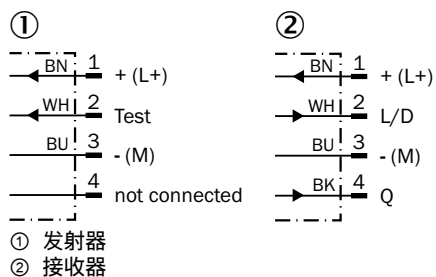 ① ②
BN 1 + (L+) BN 1 + (L+)
WH 2 Test WH 2 L/D
BU 3 - (M) BU 3 - (M)
4 not connected BK 4 Q
① 发射器
② 接收器